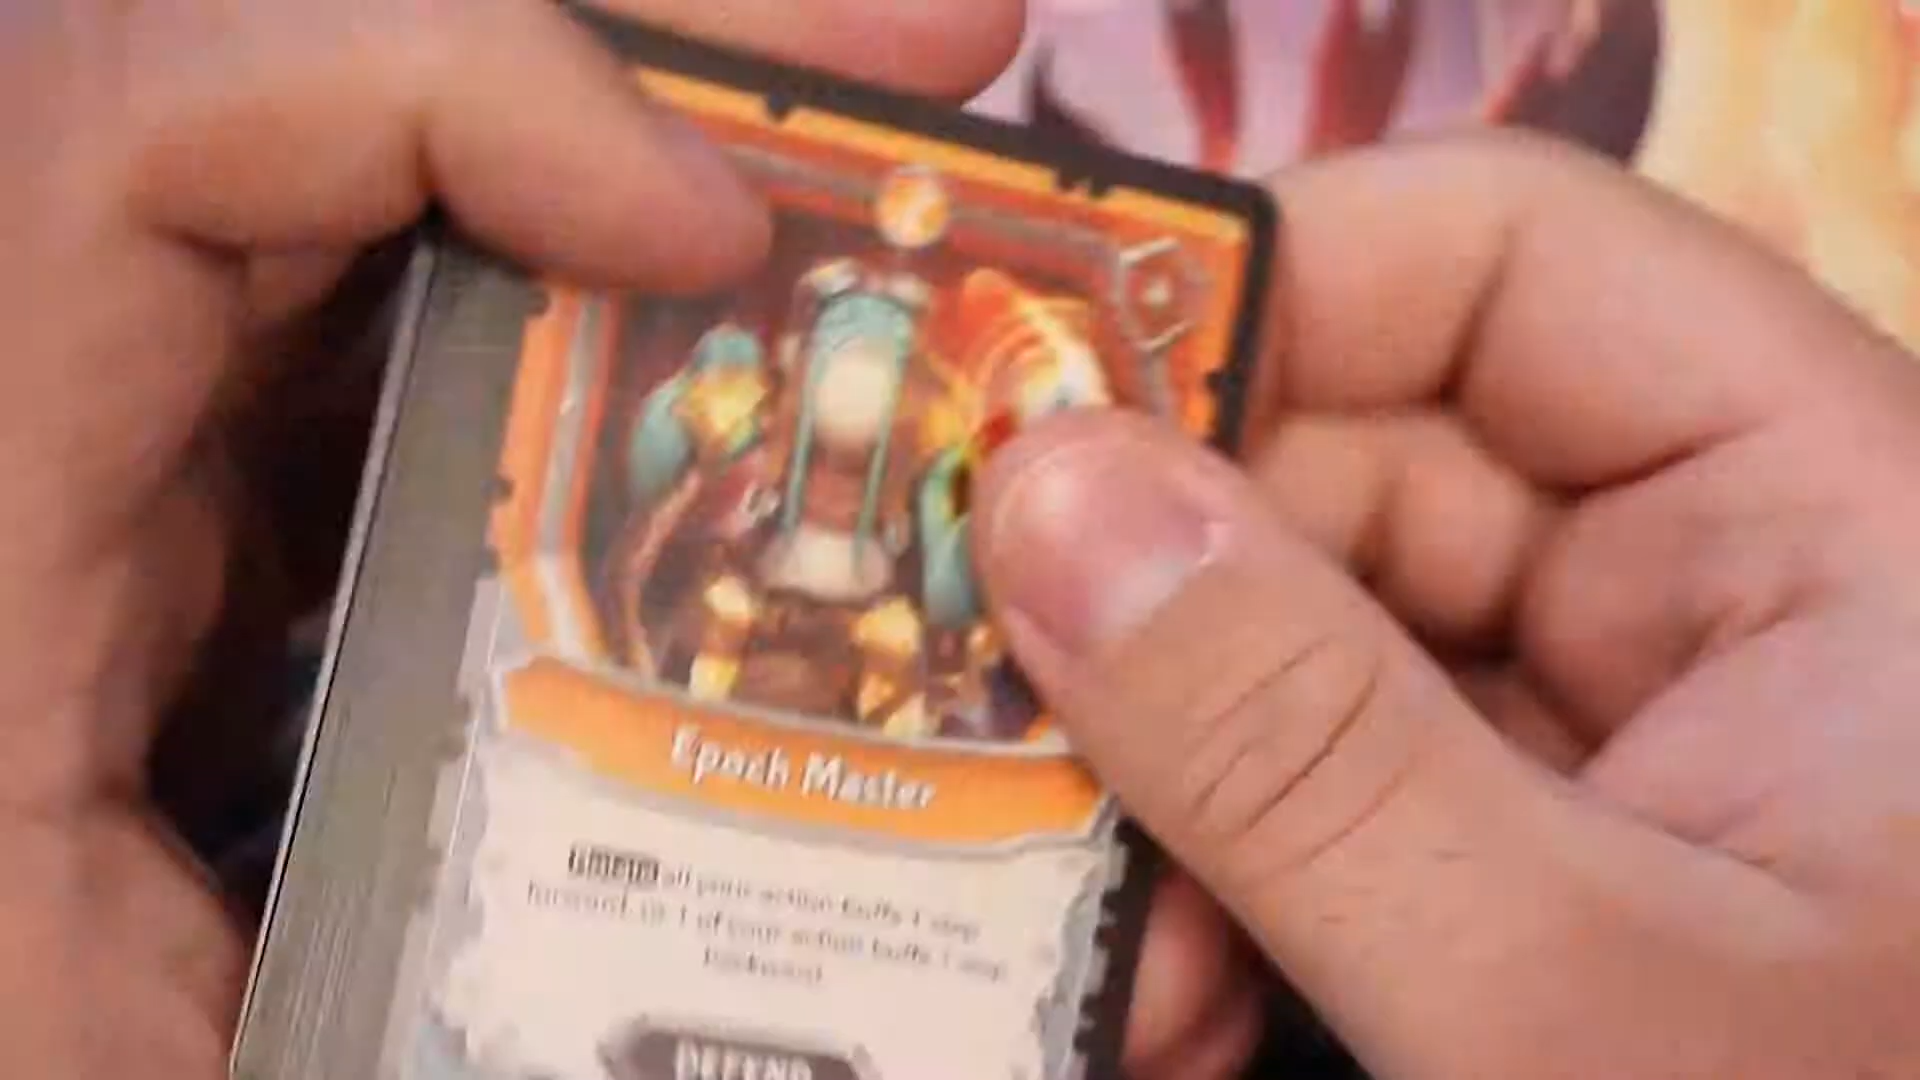 Epoch Master
all your action buffs 1 step
forward, or 1 of your action buffs 1 step
backward.
DEFEND